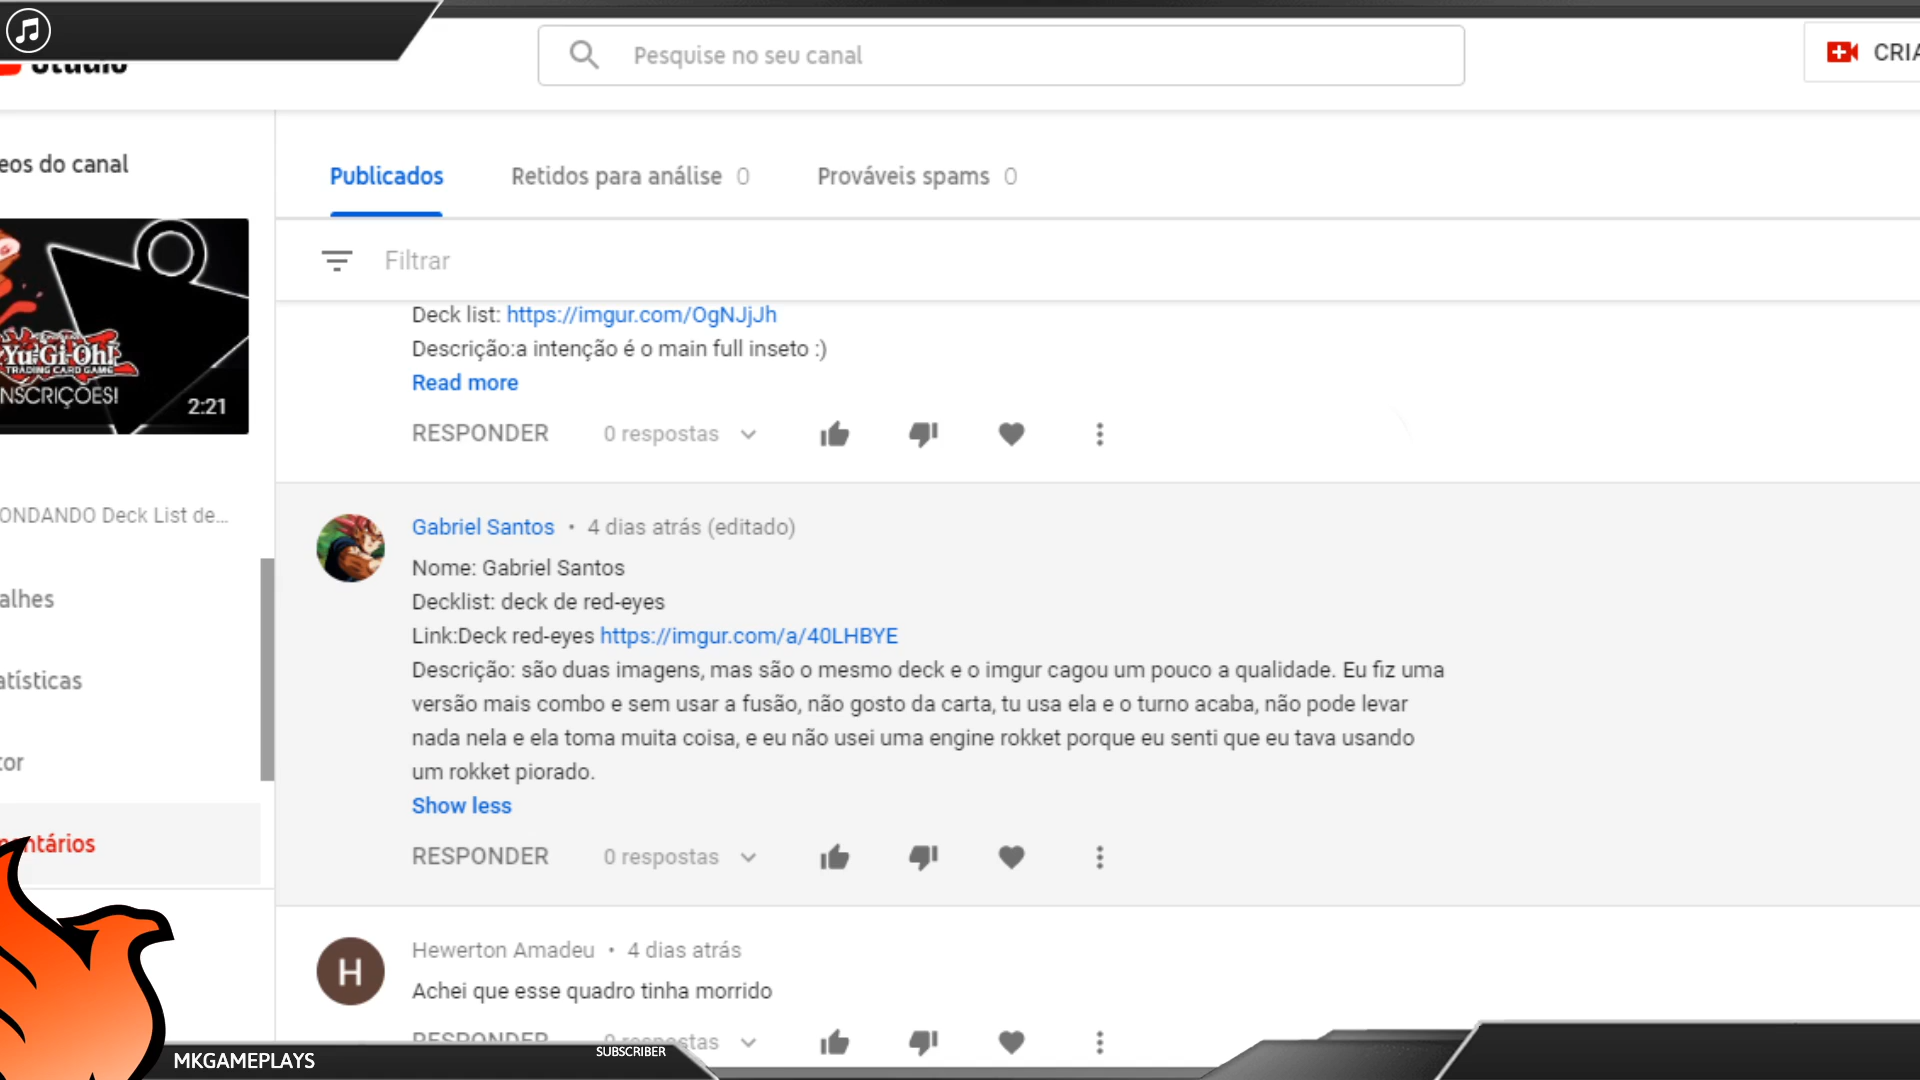 Studio
Pesquise no seu canal
CRIA
eos do canal
Publicados
Retidos para análise 0
Prováveis spams 0
Filtrar
Yu-Gi-Oh!
TRADING CARD GAME
NSCRIÇÕES!
2:21
Deck list: https://imgur.com/OgNJjJh
Descrição:a intenção é o main full inseto :)
Read more
RESPONDER
0 respostas
ONDANDO Deck List de...
alhes
atísticas
tor
entários
Gabriel Santos • 4 dias atrás (editado)
Nome: Gabriel Santos
Decklist: deck de red-eyes
Link:Deck red-eyes https://imgur.com/a/40LHBYE
Descrição: são duas imagens, mas são o mesmo deck e o imgur cagou um pouco a qualidade. Eu fiz uma
versão mais combo e sem usar a fusão, não gosto da carta, tu usa ela e o turno acaba, não pode levar
nada nela e ela toma muita coisa, e eu não usei uma engine rokket porque eu senti que eu tava usando
um rokket piorado.
Show less
RESPONDER
0 respostas
H
Hewerton Amadeu • 4 dias atrás
Achei que esse quadro tinha morrido
RESPONDER
0 respostas
MKGAMEPLAYS
SUBSCRIBER